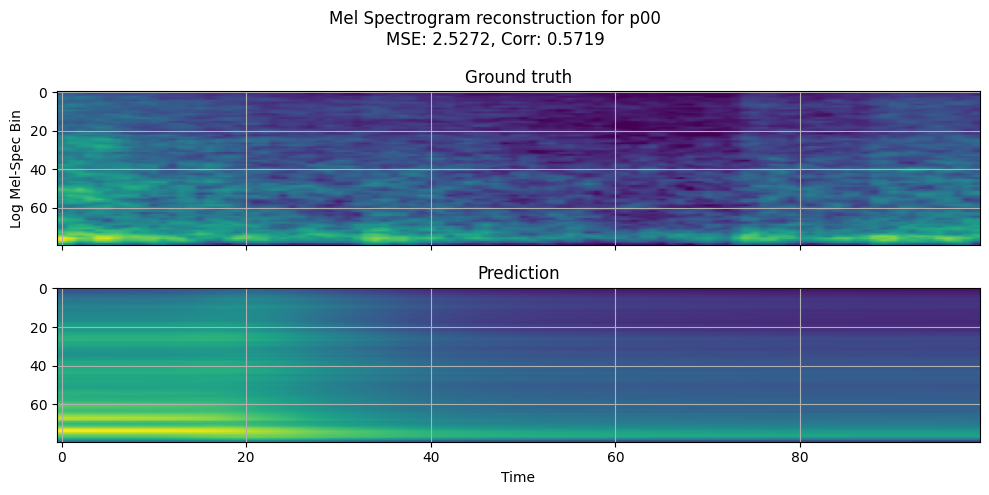 Mel Spectrogram reconstruction for p00
MSE: 2.5272, Corr: 0.5719
Ground truth
Log Mel-Spec Bin
0
20
40
60
Prediction
0
20
40
60
0 20 40 60 80
Time